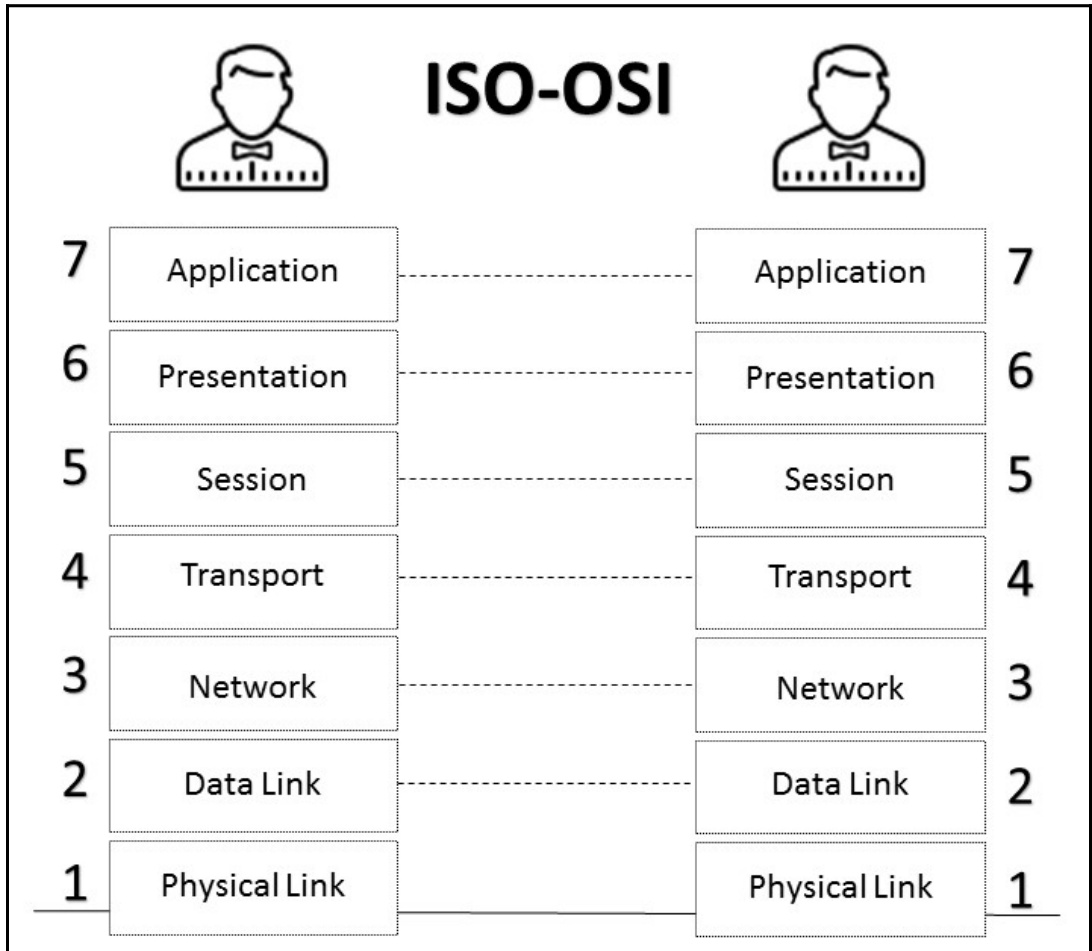 ISO-OSI
7 Application Application 7
6 Presentation Presentation 6
5 Session Session 5
4 Transport Transport 4
3 Network Network 3
2 Data Link Data Link 2
1 Physical Link Physical Link 1